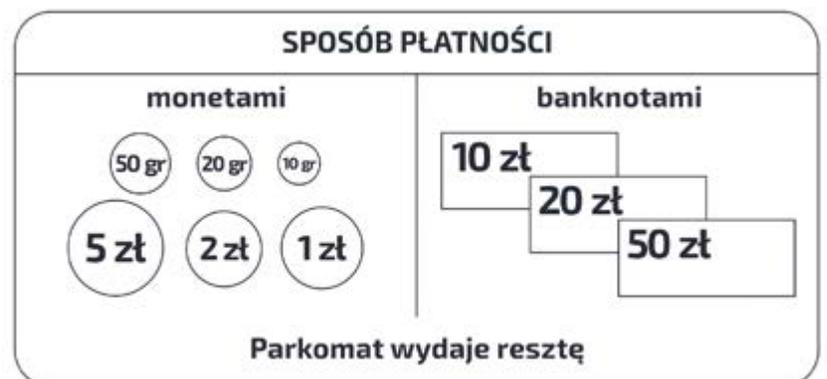 SPOSÓB PŁATNOŚCI
monetami
50 gr 20 gr 10 gr
5 zł 2 zł 1 zł
banknotami
10 zł
20 zł
50 zł
Parkomat wydaje resztę